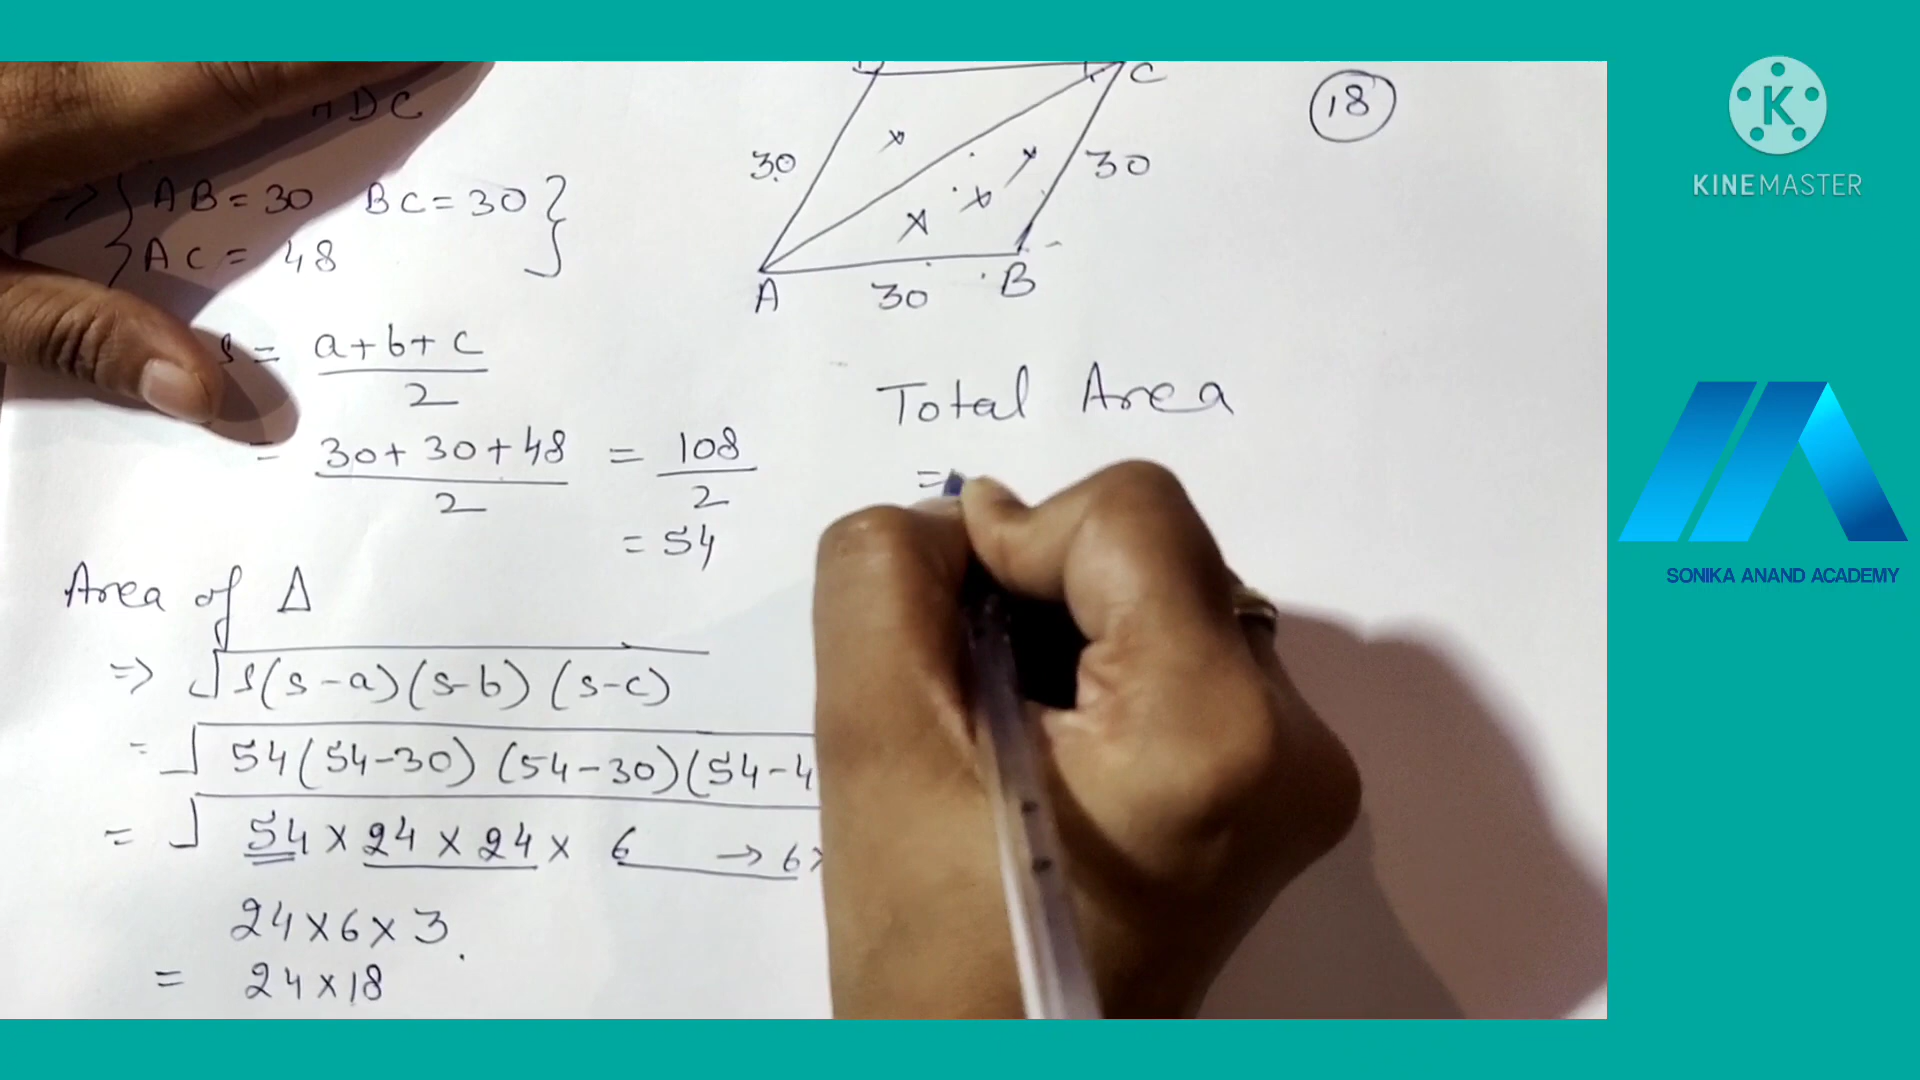 DC
AB = 30 BC = 30
AC = 48
s = a+b+c
2
= 30+30+48 = 108
2 2
= 54
Area of Δ
⇒ √s(s-a)(s-b)(s-c)
= √54(54-30)(54-30)(54-4
= √54×24×24×6 → 6×
24×6×3
= 24×18
C
30
30
A 30 B
18
Total Area
=
K
KINEMASTER
SONIKA ANAND ACADEMY